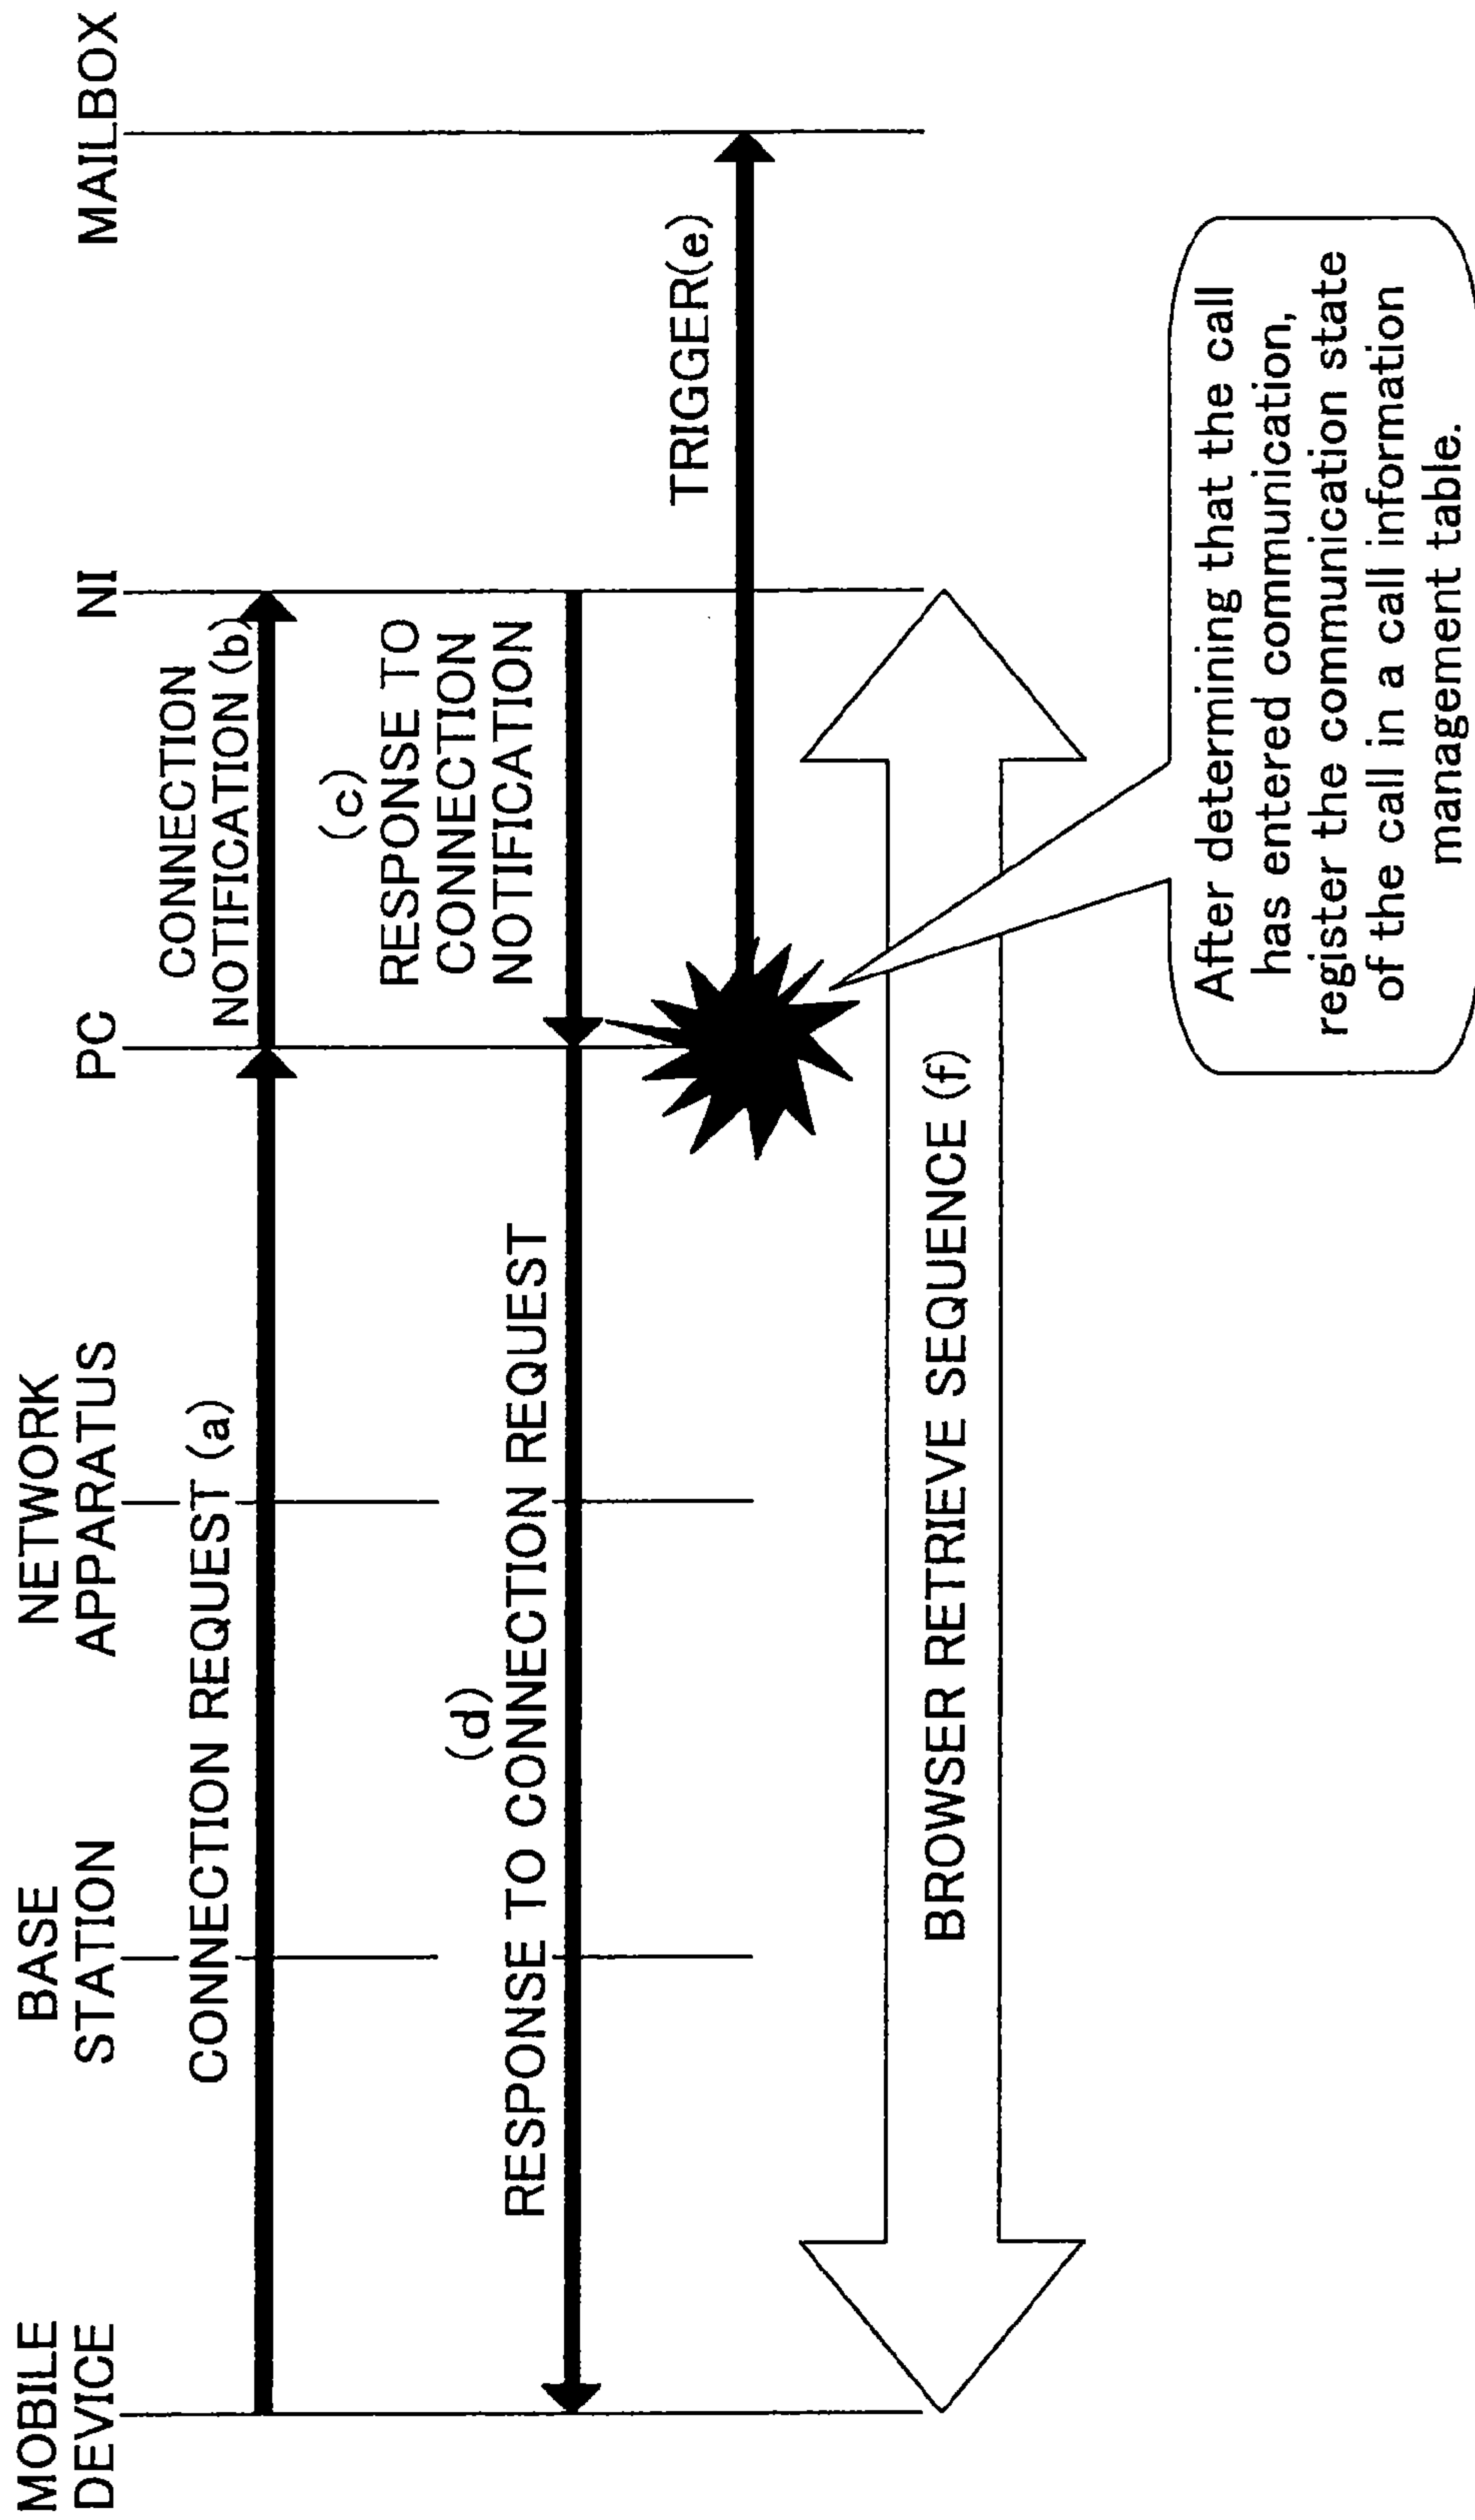 MOBILE
DEVICE
BASE
STATION
NETWORK
APPARATUS
PC
NI
MAILBOX
CONNECTION REQUEST (a)
CONNECTION
NOTIFICATION (b)
(c)
RESPONSE TO
CONNECTION
NOTIFICATION
(d)
RESPONSE TO CONNECTION REQUEST
TRIGGER(e)
BROWSER RETRIEVE SEQUENCE (f)
After determining that the call
has entered communication,
register the communication state
of the call in a call information
management table.